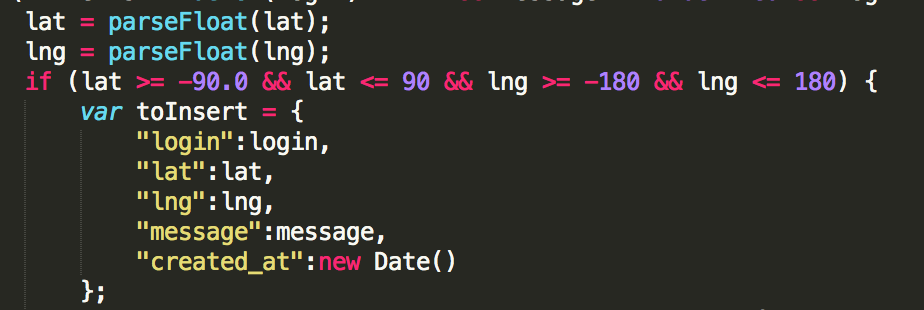 lat = parseFloat(lat);
lng = parseFloat(lng);
if (lat >= -90.0 && lat <= 90 && lng >= -180 && lng <= 180) {
var toInsert = {
"login":login,
"lat":lat,
"lng":lng,
"message":message,
"created_at":new Date()
};